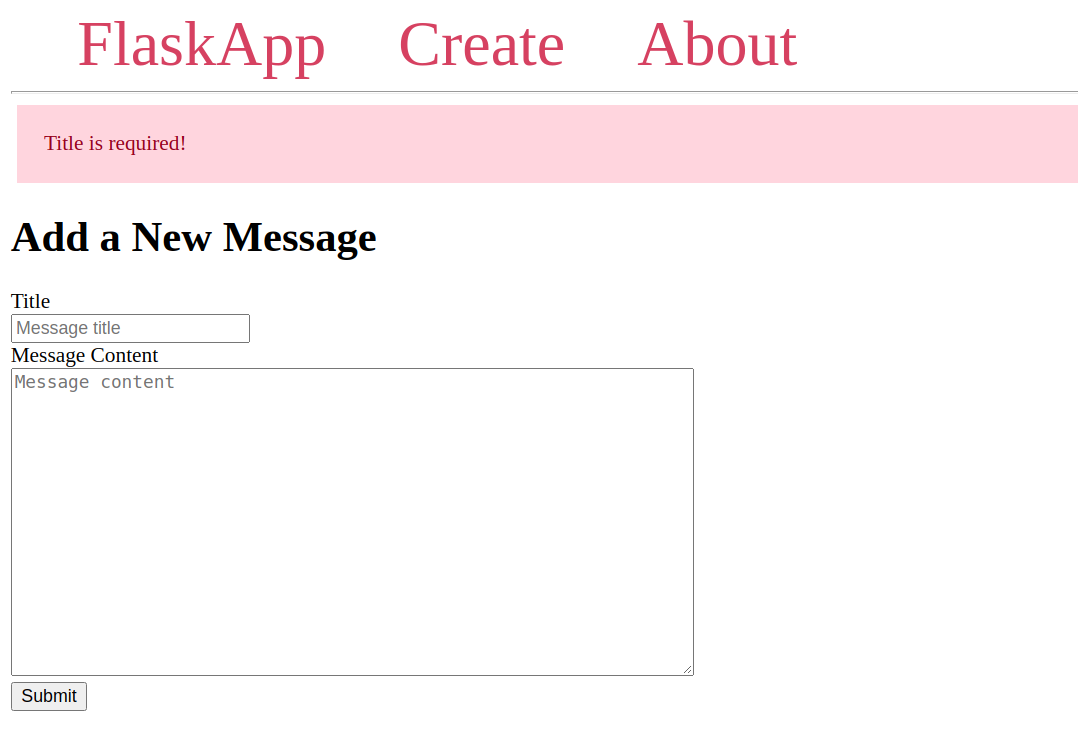 FlaskApp Create About
Title is required!
Add a New Message
Title
Message title
Message Content
Message content
Submit